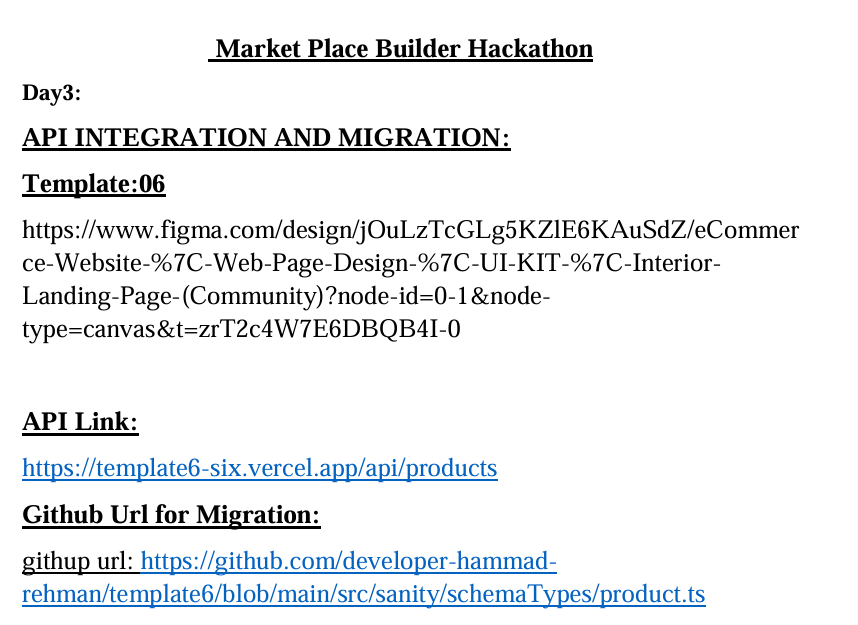 Market Place Builder Hackathon
Day3:
API INTEGRATION AND MIGRATION:
Template:06
https://www.figma.com/design/jOuLzTcGLg5KZlE6KAuSdZ/eCommer
ce-Website-%7C-Web-Page-Design-%7C-UI-KIT-%7C-Interior-
Landing-Page-(Community)?node-id=0-1&node-
type=canvas&t=zrT2c4W7E6DBQB4I-0
API Link:
https://template6-six.vercel.app/api/products
Github Url for Migration:
githup url: https://github.com/developer-hammad-
rehman/template6/blob/main/src/sanity/schemaTypes/product.ts